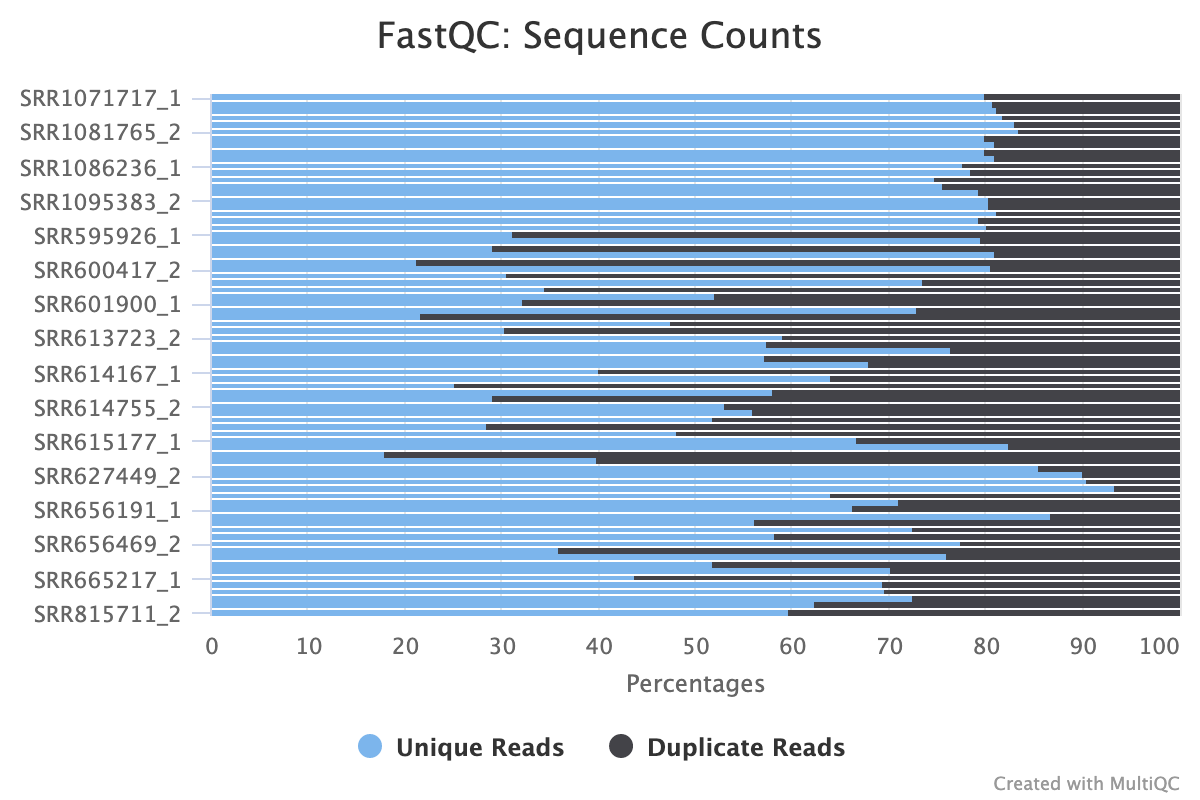 FastQC: Sequence Counts
SRR1071717_1
SRR1081765_2
SRR1086236_1
SRR1095383_2
SRR595926_1
SRR600417_2
SRR601900_1
SRR613723_2
SRR614167_1
SRR614755_2
SRR615177_1
SRR627449_2
SRR656191_1
SRR656469_2
SRR665217_1
SRR815711_2
0 10 20 30 40 50 60 70 80 90 100
Percentages
Unique Reads Duplicate Reads
Created with MultiQC